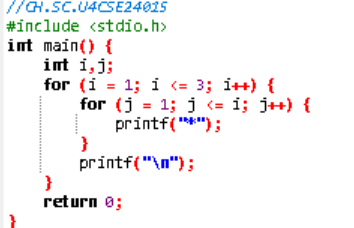 //CH.SC.U4CSE24015
#include <stdio.h>
int main() {
    int i,j;
    for (i = 1; i <= 3; i++) {
        for (j = 1; j <= i; j++) {
            printf("*");
        }
        printf("\n");
    }
    return 0;
}